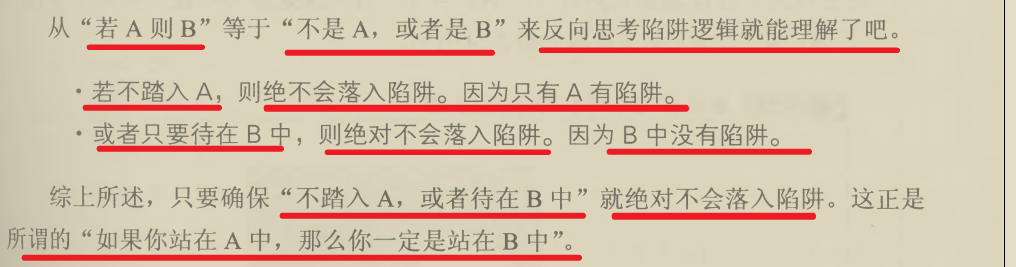 从“若 A 则 B”等于“不是 A，或者是 B”来反向思考陷阱逻辑就能理解了吧。
·若不踏入 A，则绝不会落入陷阱。因为只有 A 有陷阱。
·或者只要待在 B 中，则绝对不会落入陷阱。因为 B 中没有陷阱。
综上所述，只要确保“不踏入 A，或者待在 B 中”就绝对不会落入陷阱。这正是
所谓的“如果你站在 A 中，那么你一定是站在 B 中”。